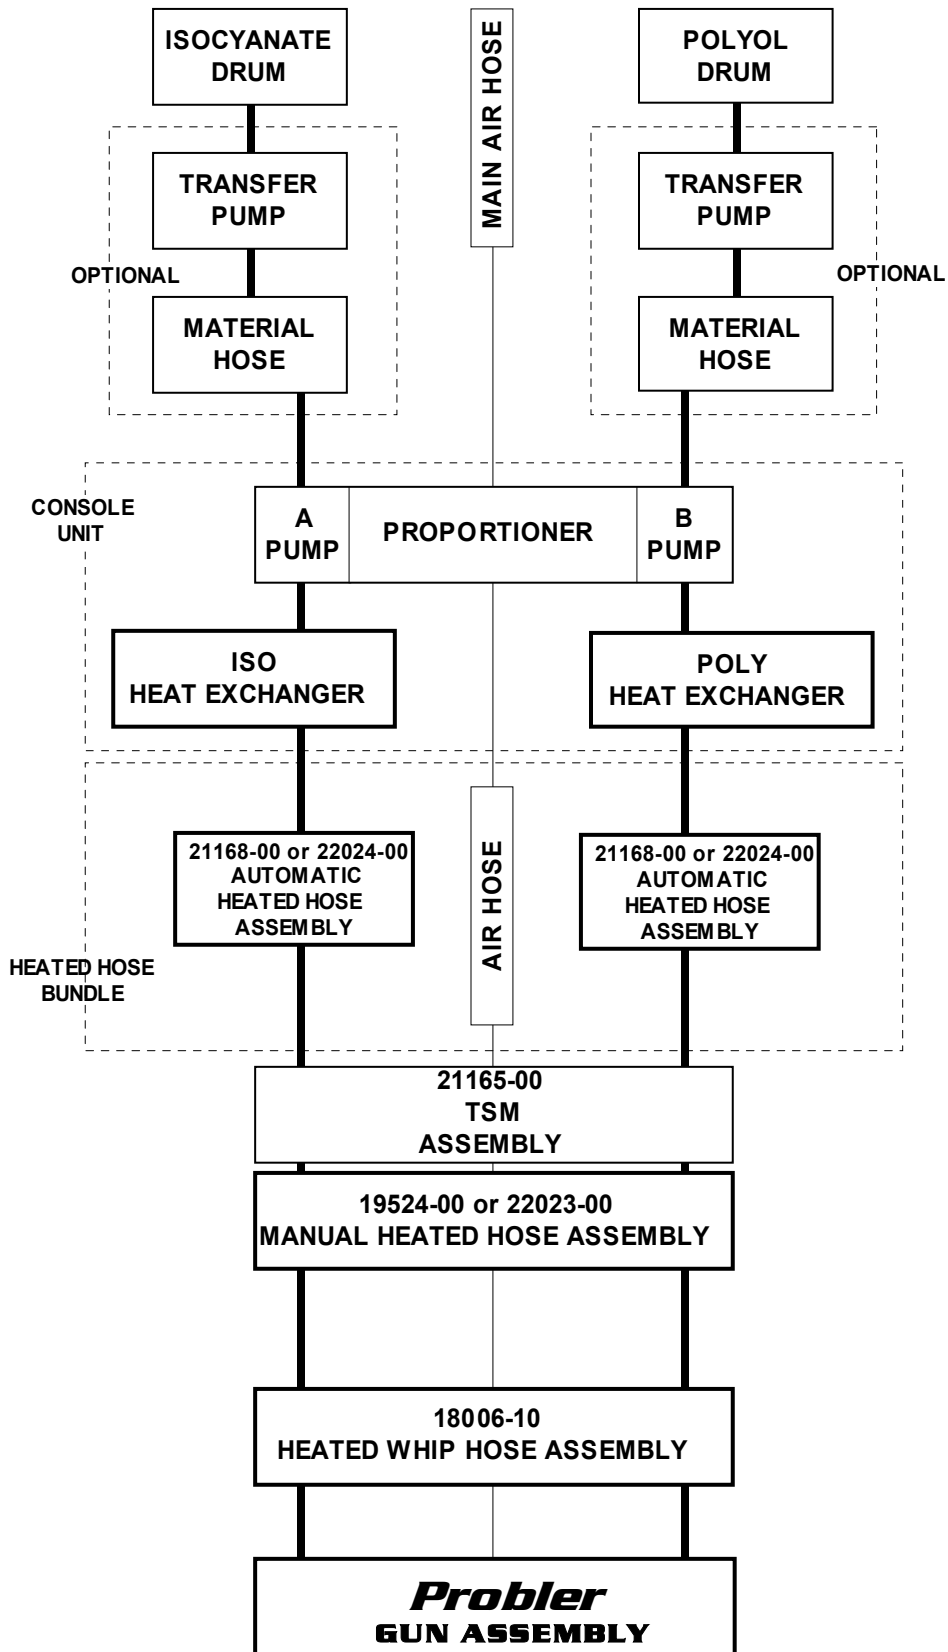 ISOCYANATE
DRUM
MAIN AIR HOSE
POLYOL
DRUM
TRANSFER
PUMP
TRANSFER
PUMP
OPTIONAL
OPTIONAL
MATERIAL
HOSE
MATERIAL
HOSE
CONSOLE
UNIT
A
PUMP
PROPORTIONER
B
PUMP
ISO
HEAT EXCHANGER
POLY
HEAT EXCHANGER
21168-00 or 22024-00
AUTOMATIC
HEATED HOSE
ASSEMBLY
AIR HOSE
21168-00 or 22024-00
AUTOMATIC
HEATED HOSE
ASSEMBLY
HEATED HOSE
BUNDLE
21165-00
TSM
ASSEMBLY
19524-00 or 22023-00
MANUAL HEATED HOSE ASSEMBLY
18006-10
HEATED WHIP HOSE ASSEMBLY
Probler
GUN ASSEMBLY